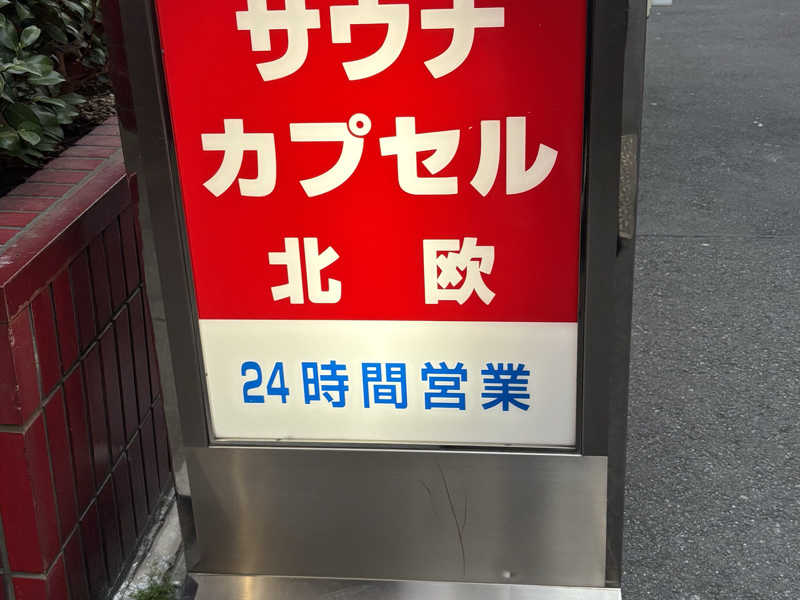 サウナ
カプセル
北欧
24時間営業